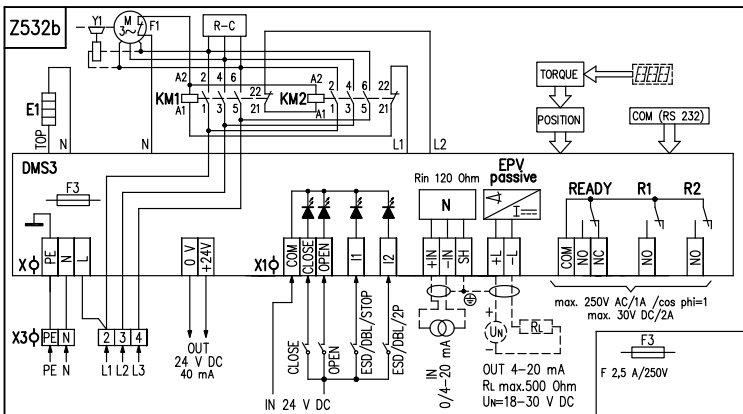 Z532b
Y1
M
3~
F1
R-C
A2
2
4
6
22
KM1
A1
1
3
5
21
A2
2
4
6
22
KM2
A1
1
3
5
21
E1
TOP
N
N
L1
L2
TORQUE
POSITION
COM (RS 232)
DMS3
F3
Rin 120 Ohm
N
EPV
passive
I
READY
R1
R2
X
PE
N
L
0 V
+24V
X1
COM
CLOSE
OPEN
I1
I2
+IN
-IN
SH
+L
-L
COM
NO
NC
NO
NO
max. 250V AC/1A /cos phi=1
max. 30V DC/2A
X3
PE
N
2
3
4
PE N
L1 L2 L3
OUT
24 V DC
40 mA
CLOSE
OPEN
ESD/DBL/STOP
ESD/DBL/2P
IN 24 V DC
IN
0/4-20 mA
+
UN
-
RL
OUT 4-20 mA
RL max.500 Ohm
UN=18-30 V DC
F3
F 2,5 A/250V